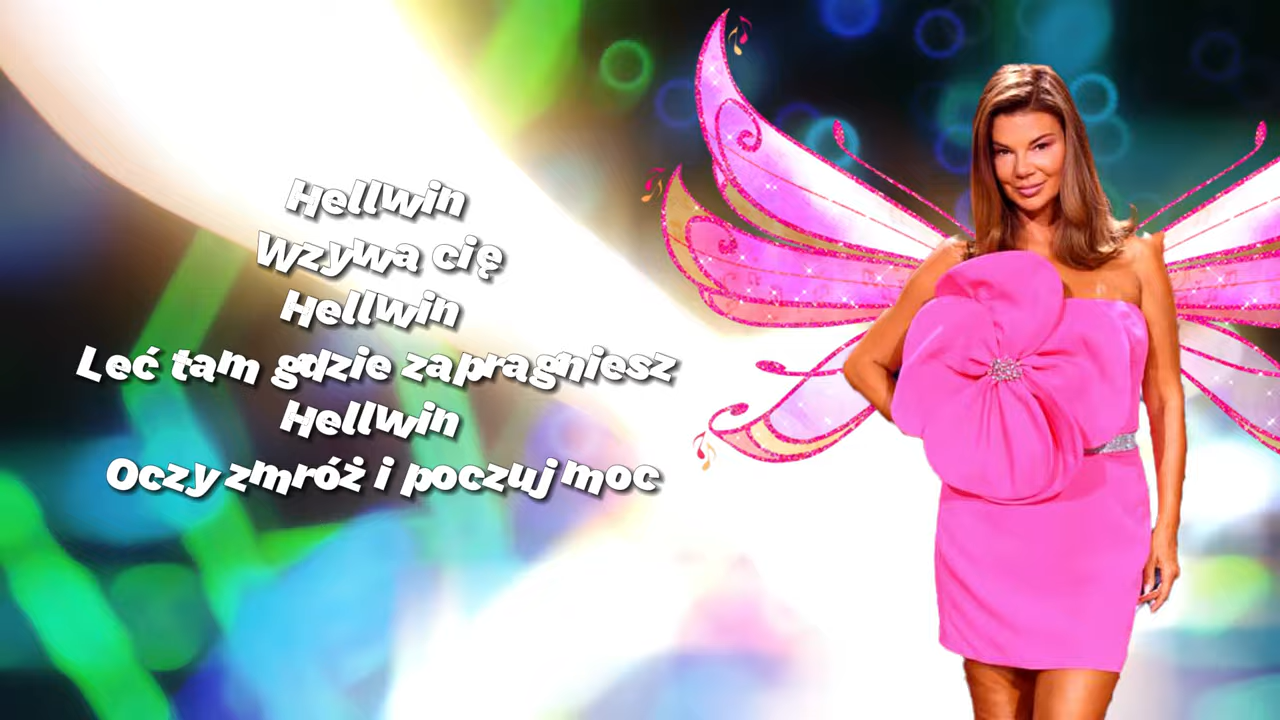 Hellwin
Wzywa cię
Hellwin
Leć tam gdzie zapragniesz
Hellwin
Oczy zmróż i poczuj moc